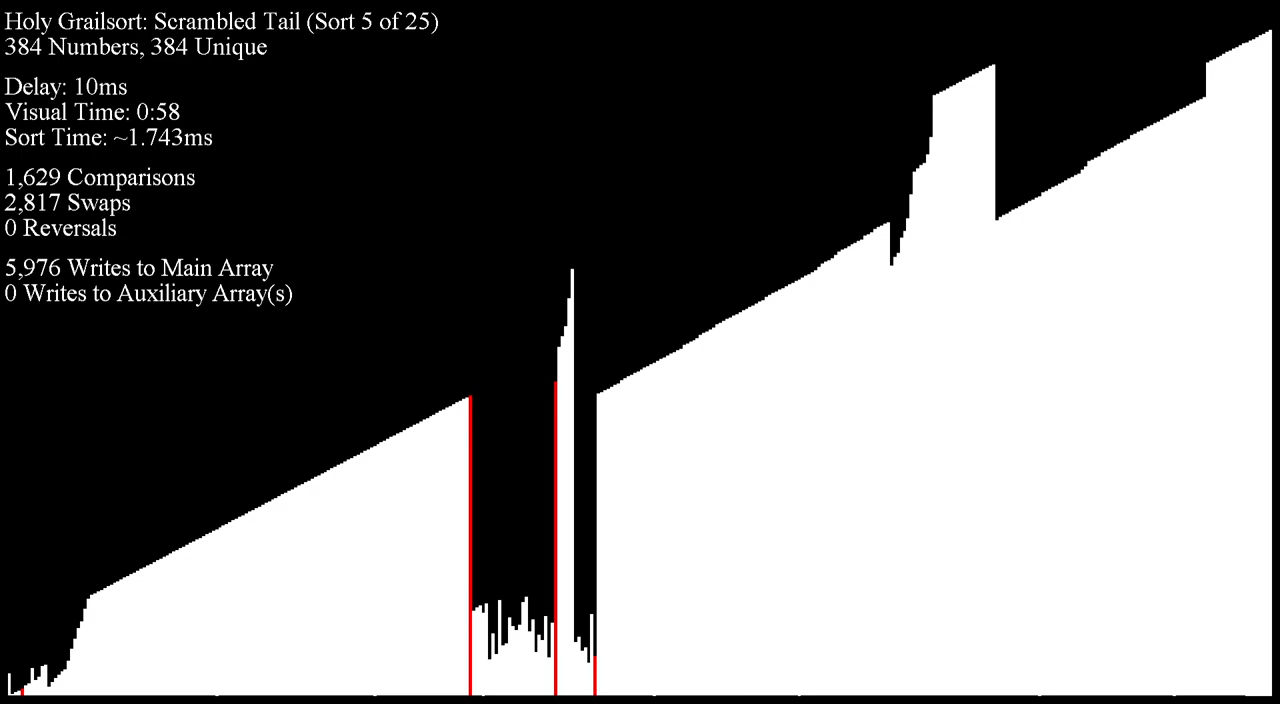 Holy Grailsort: Scrambled Tail (Sort 5 of 25)
384 Numbers, 384 Unique
Delay: 10ms
Visual Time: 0:58
Sort Time: ~1.743ms
1,629 Comparisons
2,817 Swaps
0 Reversals
5,976 Writes to Main Array
0 Writes to Auxiliary Array(s)